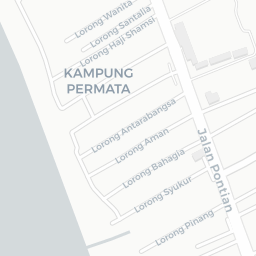 Lorong Wanita
Lorong Santalia
Lorong Haji Shamsi
KAMPUNG
PERMATA
Lorong Antarabangsa
Lorong Aman
Jalan Pontian
Lorong Bahagia
Lorong Syukur
Lorong Pinang